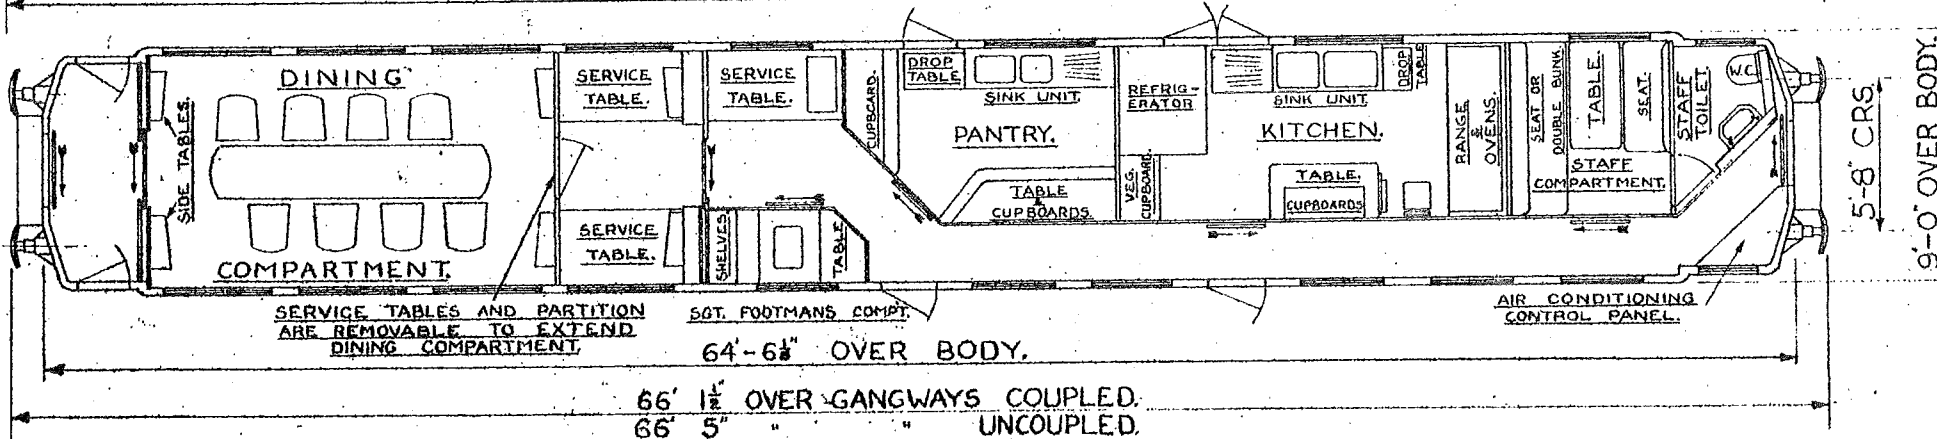 DINING
COMPARTMENT.
SIDE TABLES.
SERVICE
TABLE.
SERVICE
TABLE.
SERVICE
TABLE.
SHELVES
TABLE
CUPBOARD.
DROP
TABLE
SINK UNIT.
PANTRY.
TABLE
&
CUPBOARDS
REFRIG-
ERATOR
VEG.
CUPBOARD.
SINK UNIT.
DROP
TABLE
KITCHEN.
TABLE.
CUPBOARDS
RANGE
&
OVENS.
SEAT OR
DOUBLE BUNK.
TABLE.
SEAT
STAFF
COMPARTMENT.
STAFF
TOILET
W.C.
SERVICE TABLES AND PARTITION
ARE REMOVABLE TO EXTEND
DINING COMPARTMENT.
SGT. FOOTMANS COMPT.
AIR CONDITIONING
CONTROL PANEL.
64'-6⅛" OVER BODY.
66' 1½" OVER GANGWAYS COUPLED.
66' 5" " " UNCOUPLED.
5'-8" CRS.
9'-0" OVER BODY.